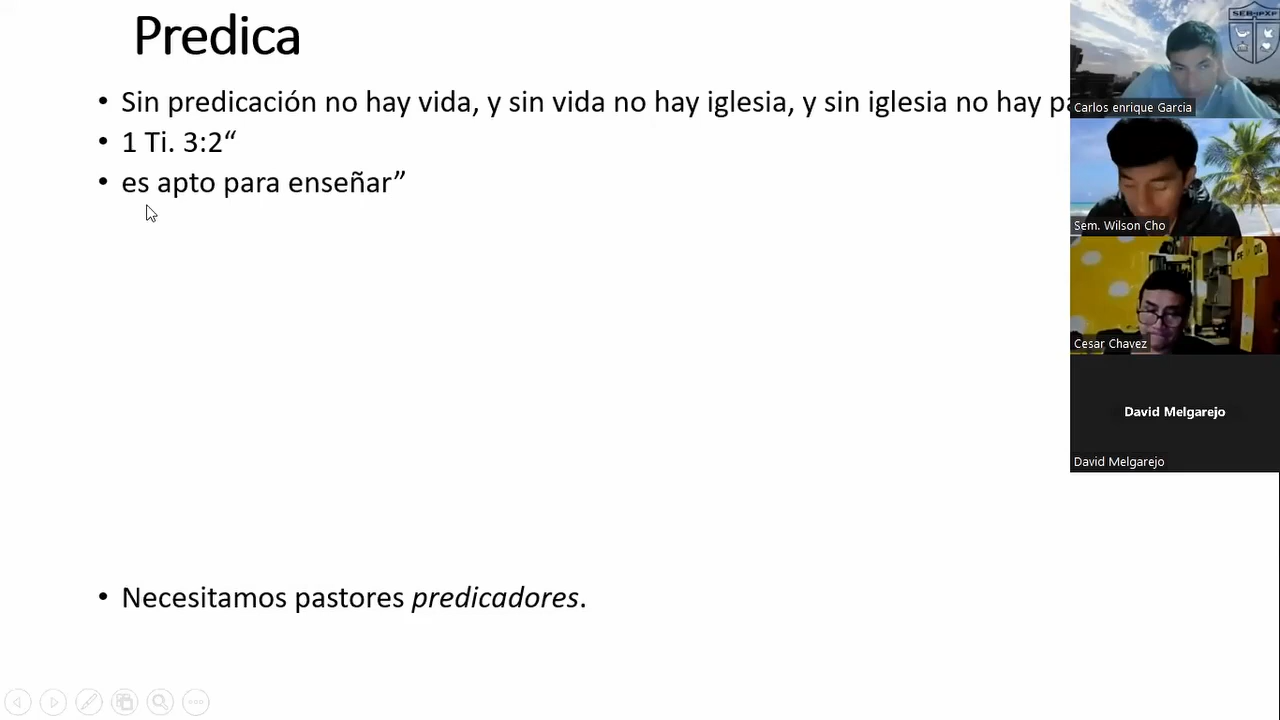 Predica
• Sin predicación no hay vida, y sin vida no hay iglesia, y sin iglesia no hay
• 1 Ti. 3:2“
• es apto para enseñar”
• Necesitamos pastores predicadores.
Carlos enrique Garcia
Sem. Wilson Cho
Cesar Chavez
David Melgarejo
David Melgarejo